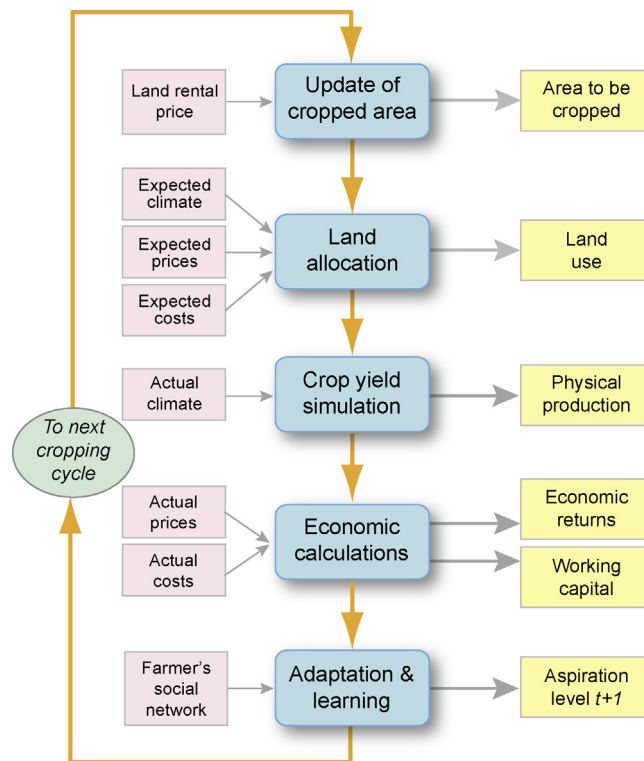 Land rental
price
Update of
cropped area
Area to be
cropped
Expected
climate
Expected
prices
Expected
costs
Land
allocation
Land
use
Actual
climate
Crop yield
simulation
Physical
production
To next
cropping
cycle
Actual
prices
Actual
costs
Economic
calculations
Economic
returns
Working
capital
Farmer's
social
network
Adaptation &
learning
Aspiration
level t+1